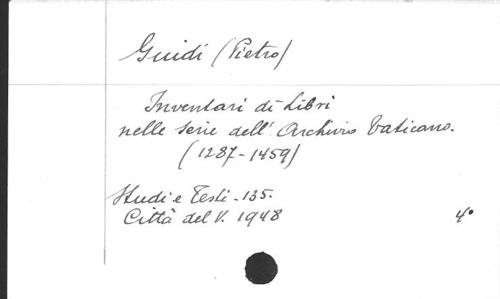 Guidi (Pietro)
Inventari di Libri
nelle serie dell' Archivio Vaticano.
(1287-1459)
Studi e Testi - 135.
Città del V. 1948
4°